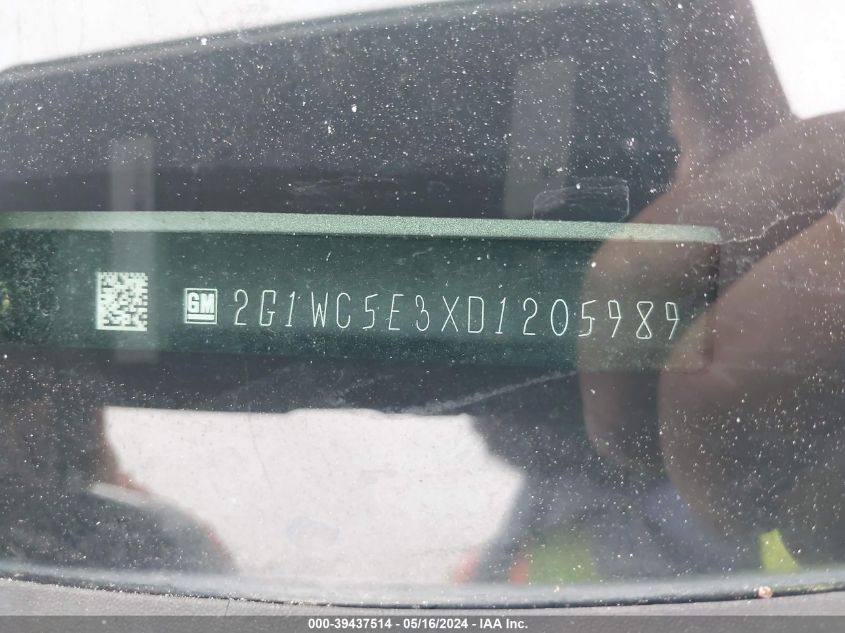 GM 2G1WC5E3XD1205989
000-39437514 - 05/16/2024 - IAA Inc.